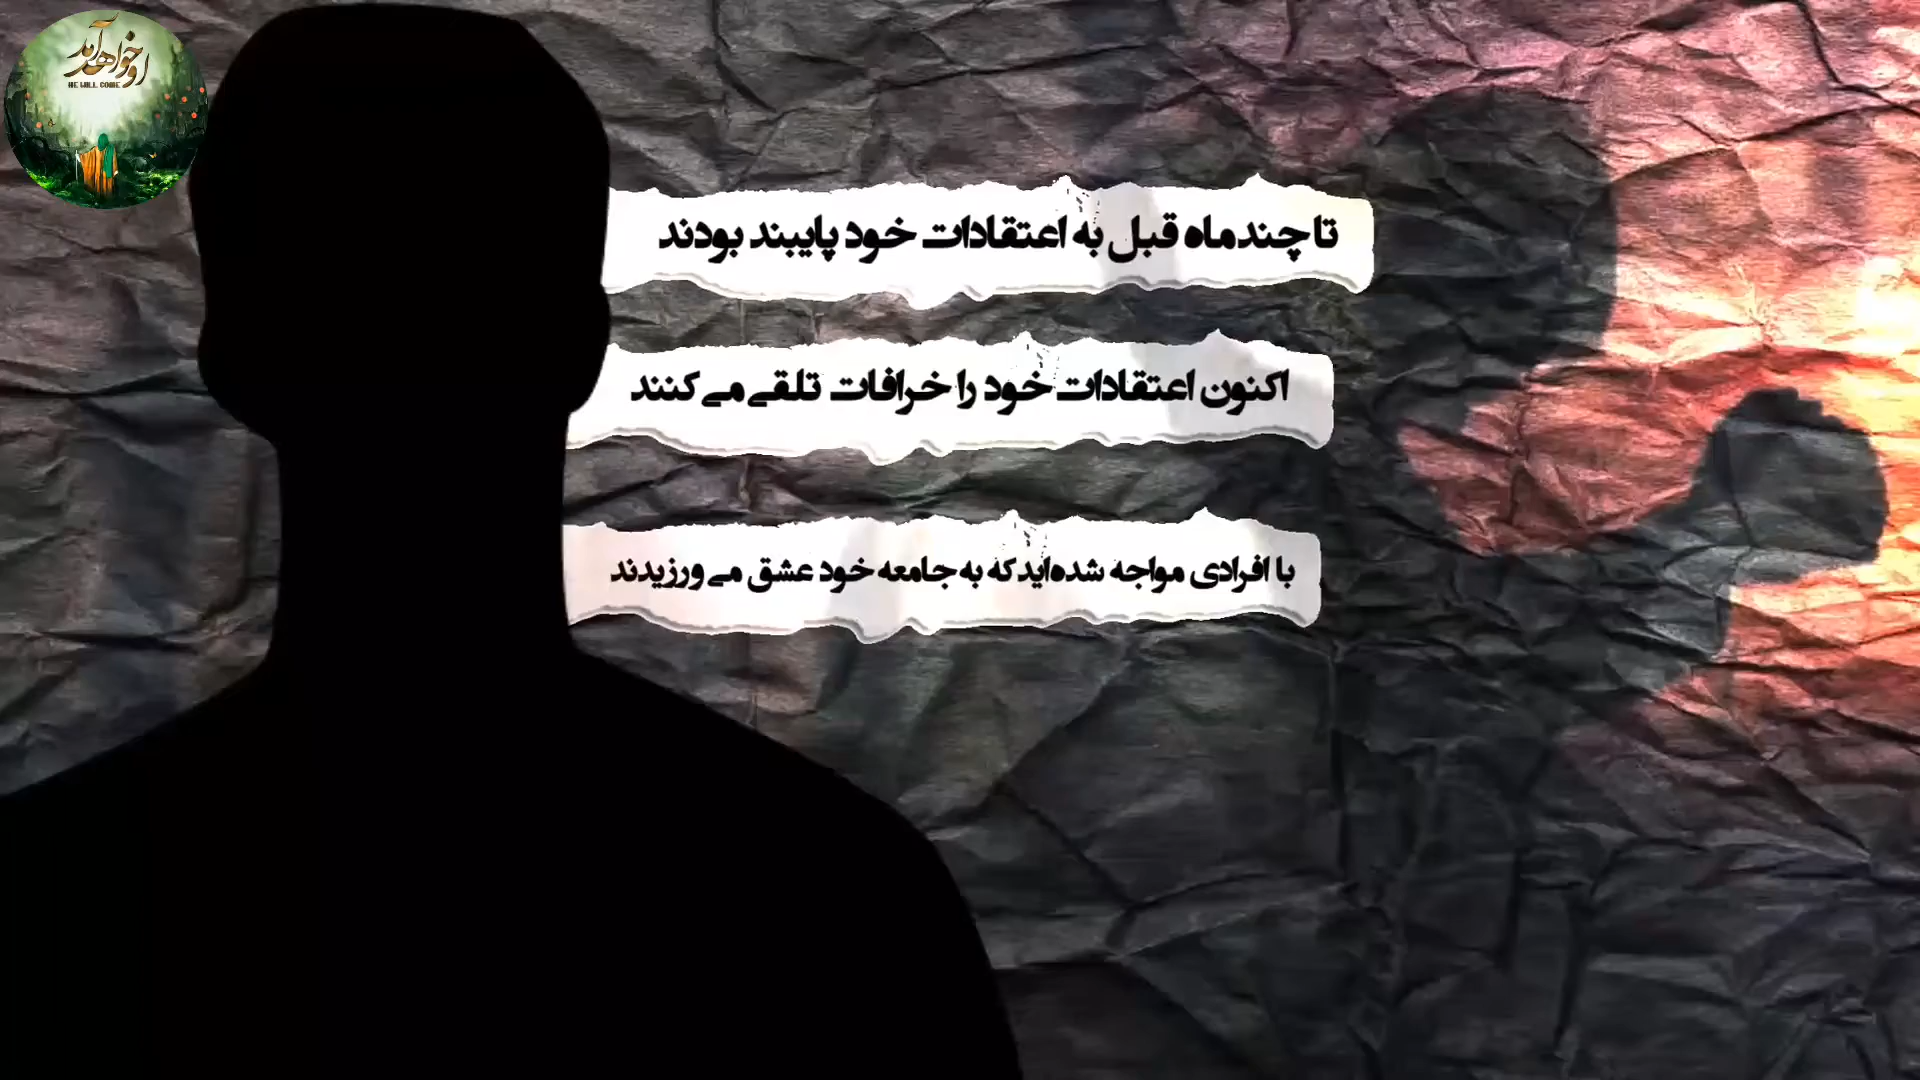 او خواهد آمد
HE WILL COME
تا چند ماه قبل به اعتقادات خود پایبند بودند
اکنون اعتقادات خود را خرافات تلقی می‌کنند
با افرادی مواجه شده‌اید که به جامعه خود عشق می‌ورزیدند